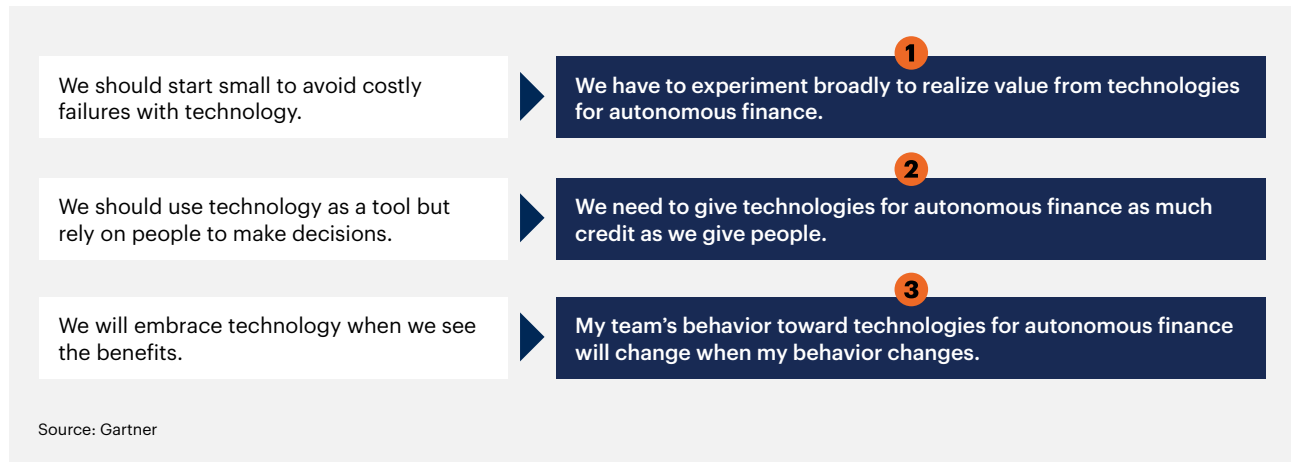 1
We should start small to avoid costly
failures with technology.
We have to experiment broadly to realize value from technologies
for autonomous finance.
2
We should use technology as a tool but
rely on people to make decisions.
We need to give technologies for autonomous finance as much
credit as we give people.
3
We will embrace technology when we see
the benefits.
My team’s behavior toward technologies for autonomous finance
will change when my behavior changes.
Source: Gartner